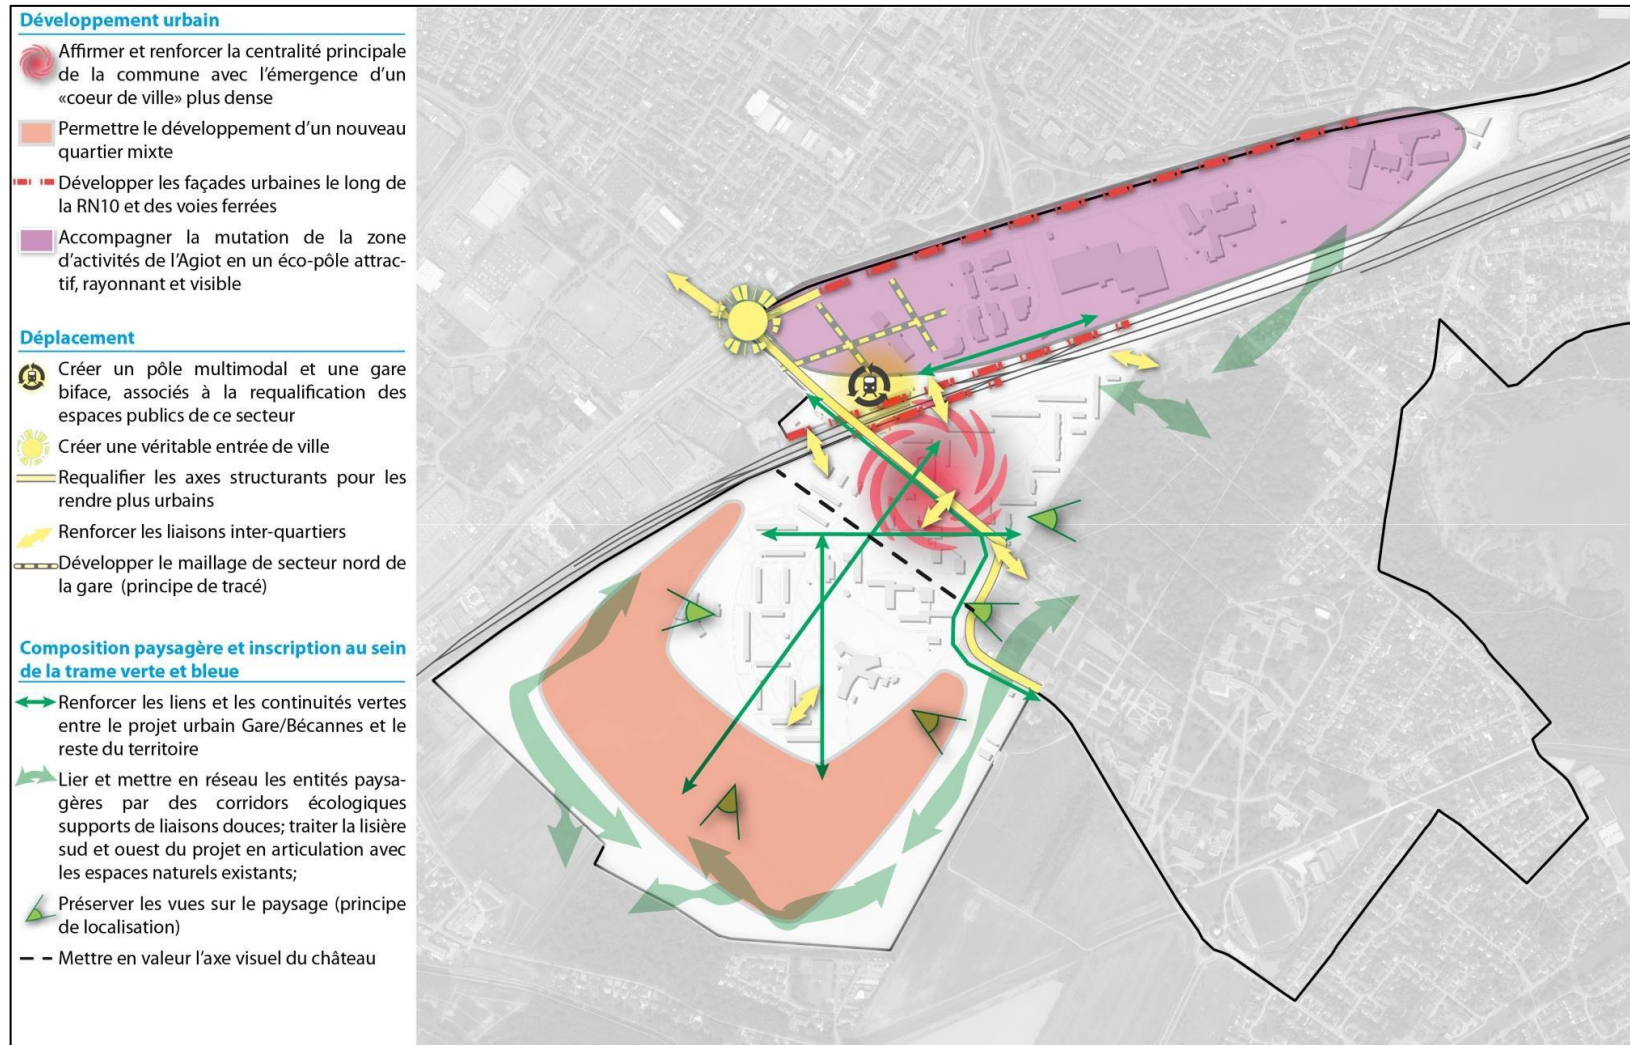 Développement urbain
Affirmer et renforcer la centralité principale
de la commune avec l'émergence d'un
«coeur de ville» plus dense
Permettre le développement d'un nouveau
quartier mixte
Développer les façades urbaines le long de
la RN10 et des voies ferrées
Accompagner la mutation de la zone
d'activités de l'Agiot en un éco-pôle attrac-
tif, rayonnant et visible
Déplacement
Créer un pôle multimodal et une gare
biface, associés à la requalification des
espaces publics de ce secteur
Créer une véritable entrée de ville
Requalifier les axes structurants pour les
rendre plus urbains
Renforcer les liaisons inter-quartiers
Développer le maillage de secteur nord de
la gare (principe de tracé)
Composition paysagère et inscription au sein
de la trame verte et bleue
Renforcer les liens et les continuités vertes
entre le projet urbain Gare/Bécannes et le
reste du territoire
Lier et mettre en réseau les entités paysa-
gères par des corridors écologiques
supports de liaisons douces; traiter la lisière
sud et ouest du projet en articulation avec
les espaces naturels existants;
Préserver les vues sur le paysage (principe
de localisation)
Mettre en valeur l'axe visuel du château